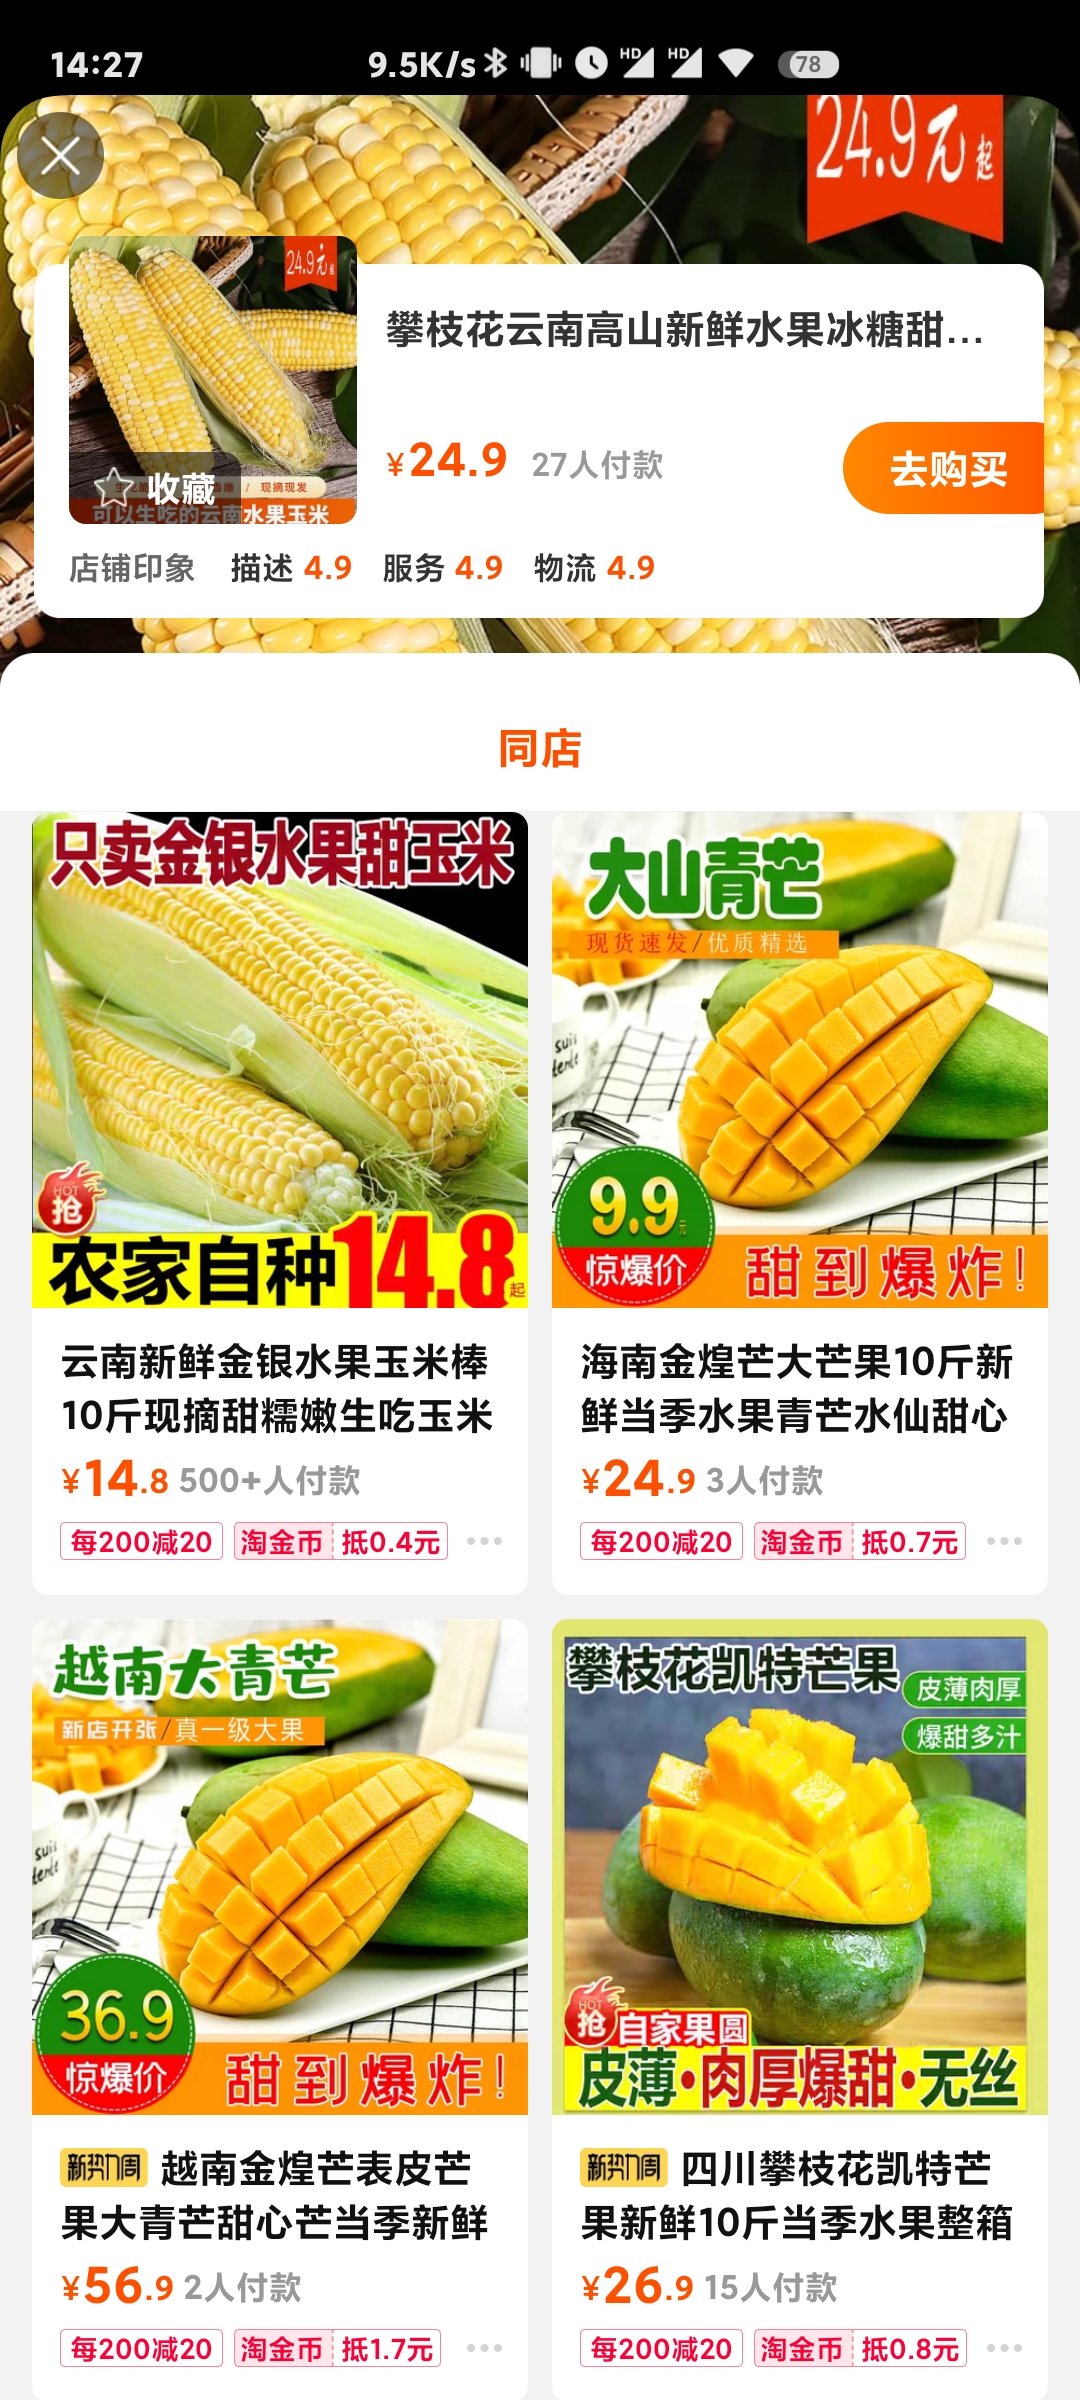 14:27
9.5K/s
HD
HD
78
24.9元起
24.9元起
攀枝花云南高山新鲜水果冰糖甜...
¥24.9 27人付款
去购买
收藏
/ 现摘现发
可以生吃的云南水果玉米
店铺印象 描述 4.9 服务 4.9 物流 4.9
同店
只卖金银水果甜玉米
HOT
抢
农家自种14.8起
云南新鲜金银水果玉米棒
10斤现摘甜糯嫩生吃玉米
¥14.8 500+人付款
每200减20 淘金币 抵0.4元
大山青芒
现货速发/优质精选
suis
tente
9.9元
惊爆价
甜到爆炸!
海南金煌芒大芒果10斤新
鲜当季水果青芒水仙甜心
¥24.9 3人付款
每200减20 淘金币 抵0.7元
越南大青芒
新店开张/真一级大果
suis
tente
36.9
惊爆价
甜到爆炸!
新势力周 越南金煌芒表皮芒
果大青芒甜心芒当季新鲜
¥56.9 2人付款
每200减20 淘金币 抵1.7元
攀枝花凯特芒果
皮薄肉厚
爆甜多汁
HOT
抢
自家果圆
皮薄·肉厚爆甜·无丝
新势力周 四川攀枝花凯特芒
果新鲜10斤当季水果整箱
¥26.9 15人付款
每200减20 淘金币 抵0.8元